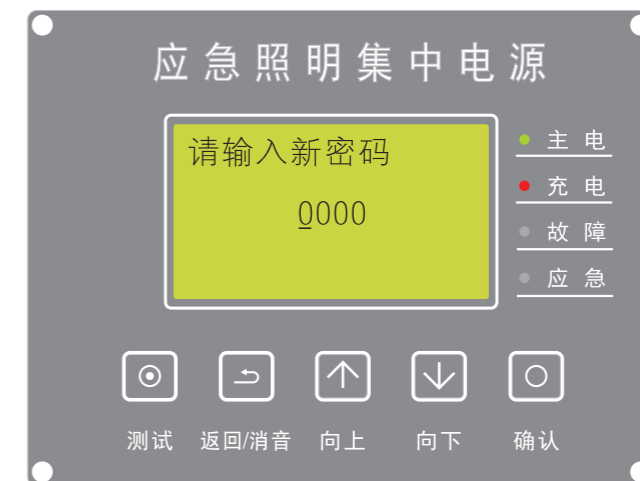 应急照明集中电源
请输入新密码
0000
主电
充电
故障
应急
测试 返回/消音 向上 向下 确认